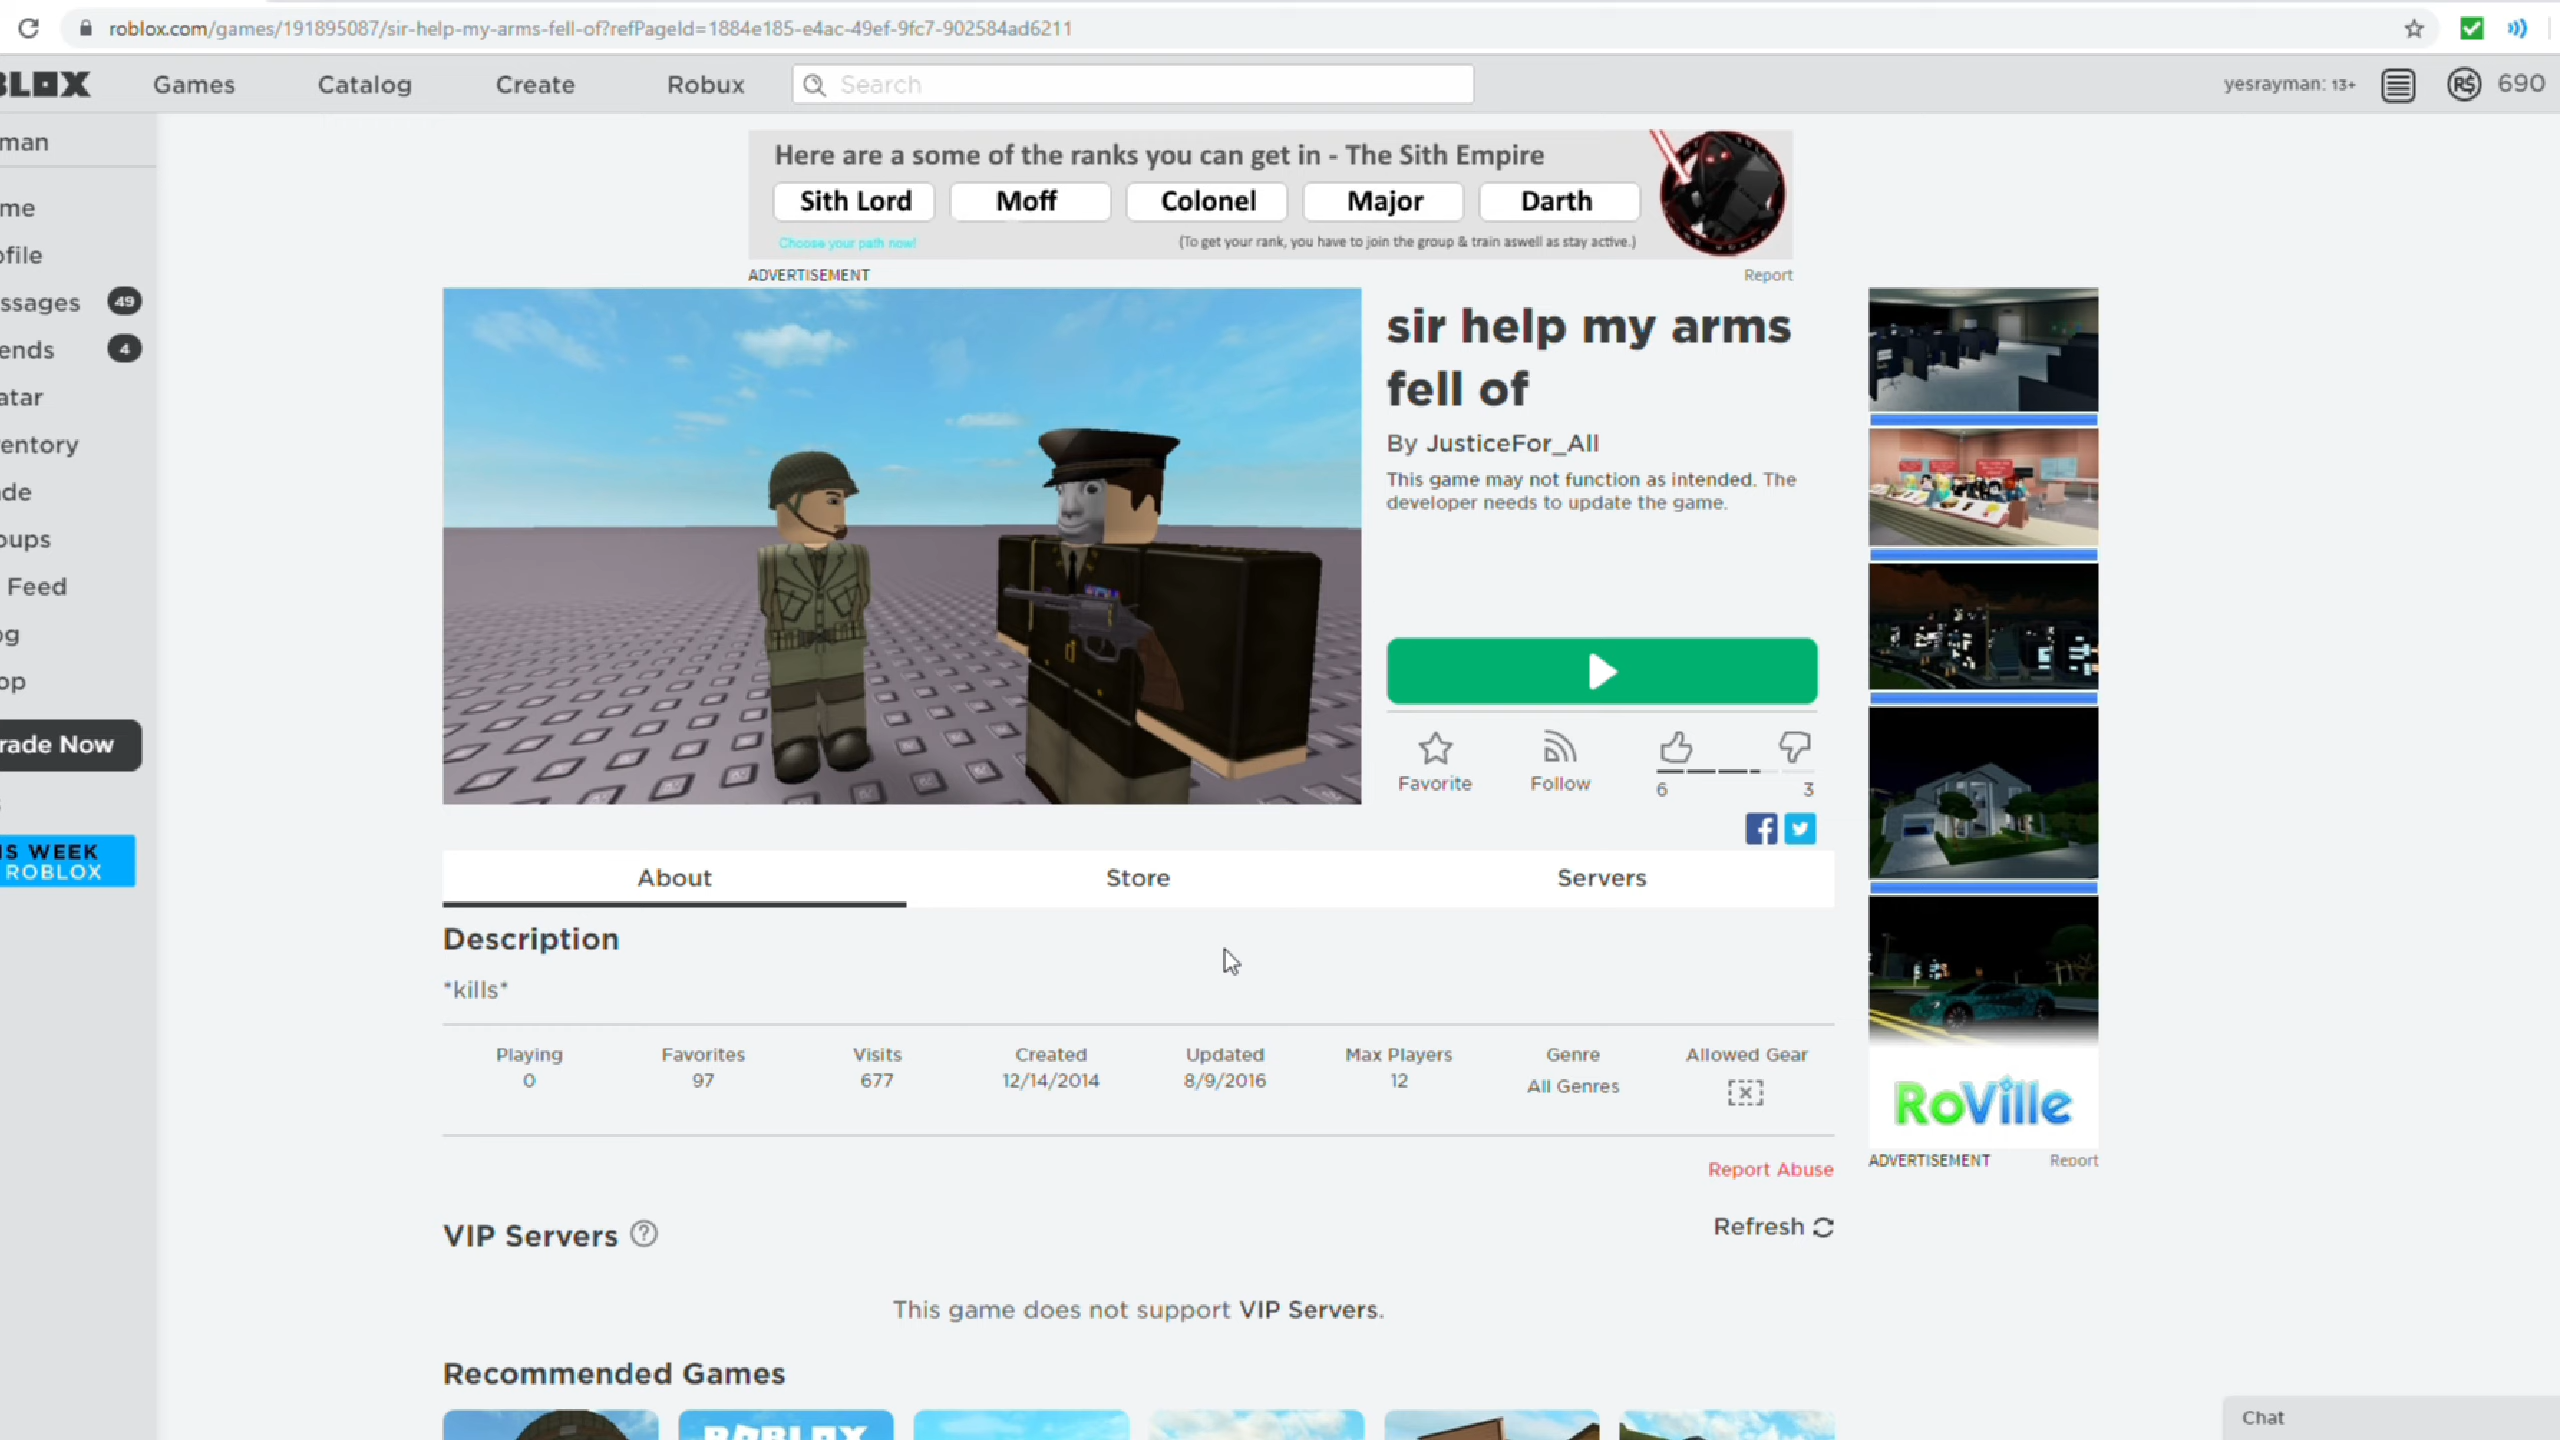 roblox.com/games/191895087/sir-help-my-arms-fell-of?refPageId=1884e185-e4ac-49ef-9fc7-902584ad6211
BLOX
Games
Catalog
Create
Robux
Search
yesrayman: 13+
R$ 690
man
me
ofile
ssages 49
ends 4
atar
entory
de
oups
Feed
og
op
rade Now
IS WEEK
ROBLOX
Here are a some of the ranks you can get in - The Sith Empire
Sith Lord
Moff
Colonel
Major
Darth
Choose your path now!
(To get your rank, you have to join the group & train aswell as stay active.)
ADVERTISEMENT
Report
sir help my arms
fell of
By JusticeFor_All
This game may not function as intended. The
developer needs to update the game.
Favorite
Follow
6
3
About
Store
Servers
Description
*kills*
Playing
0
Favorites
97
Visits
677
Created
12/14/2014
Updated
8/9/2016
Max Players
12
Genre
All Genres
Allowed Gear
Report Abuse
VIP Servers ?
Refresh
This game does not support VIP Servers.
Recommended Games
ROBLOX
RoVille
ADVERTISEMENT
Report
Chat